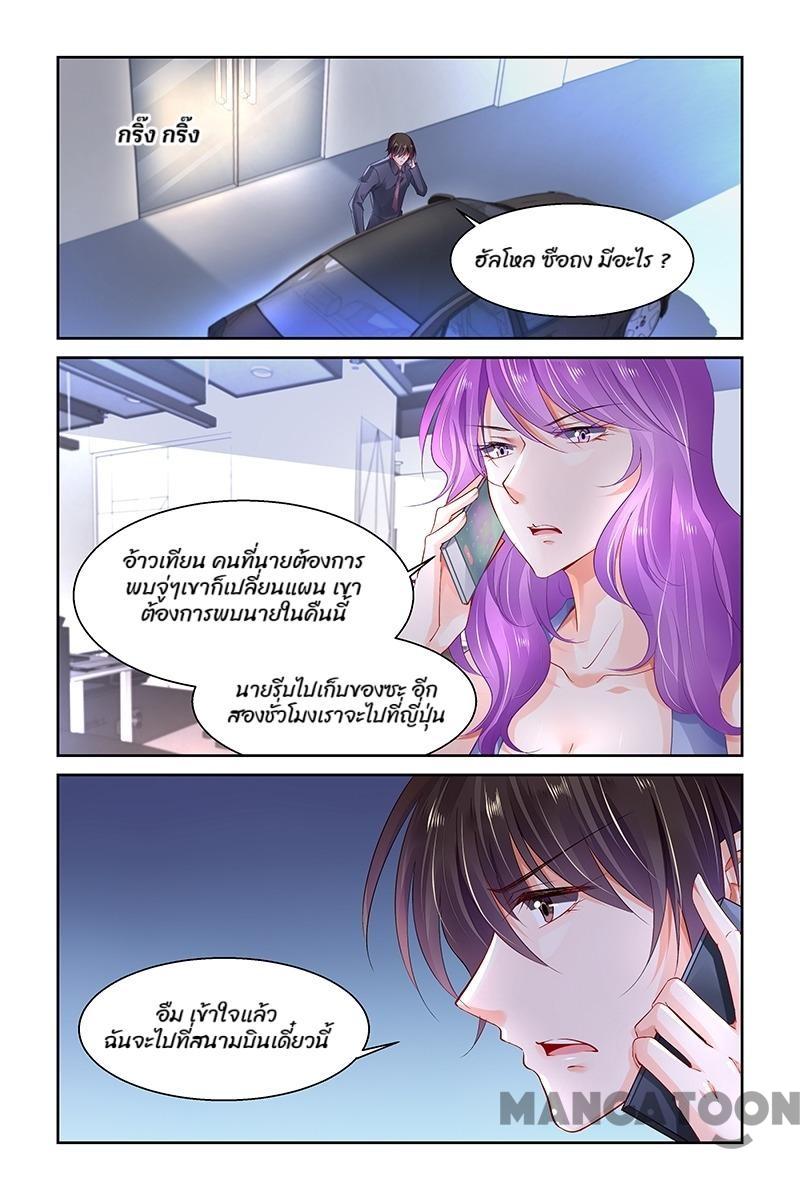 กริ๊ง กริ๊ง
ฮัลโหล ซือถง มีอะไร ?
อ้าวเทียน คนที่นายต้องการ
พบจู่ๆเขาก็เปลี่ยนแผน เขา
ต้องการพบนายในคืนนี้
นายรีบไปเก็บของซะ อีก
สองชั่วโมงเราจะไปที่ญี่ปุ่น
อืม เข้าใจแล้ว
ฉันจะไปที่สนามบินเดี๋ยวนี้
MANGATOON